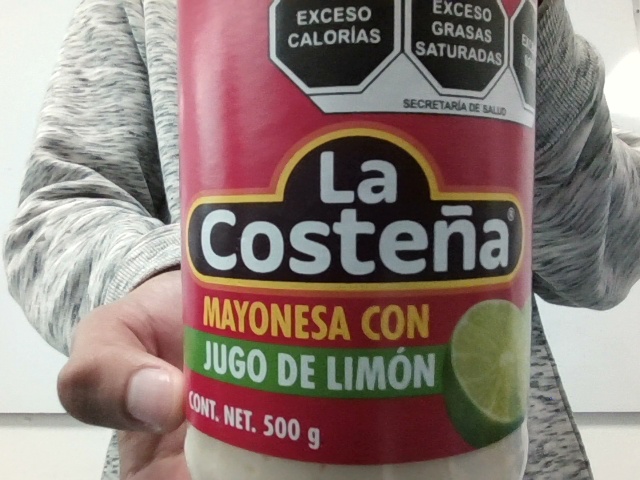 EXCESO
CALORÍAS
EXCESO
GRASAS
SATURADAS
SECRETARÍA DE SALUD
La
Costeña®
MAYONESA CON
JUGO DE LIMÓN
CONT. NET. 500 g